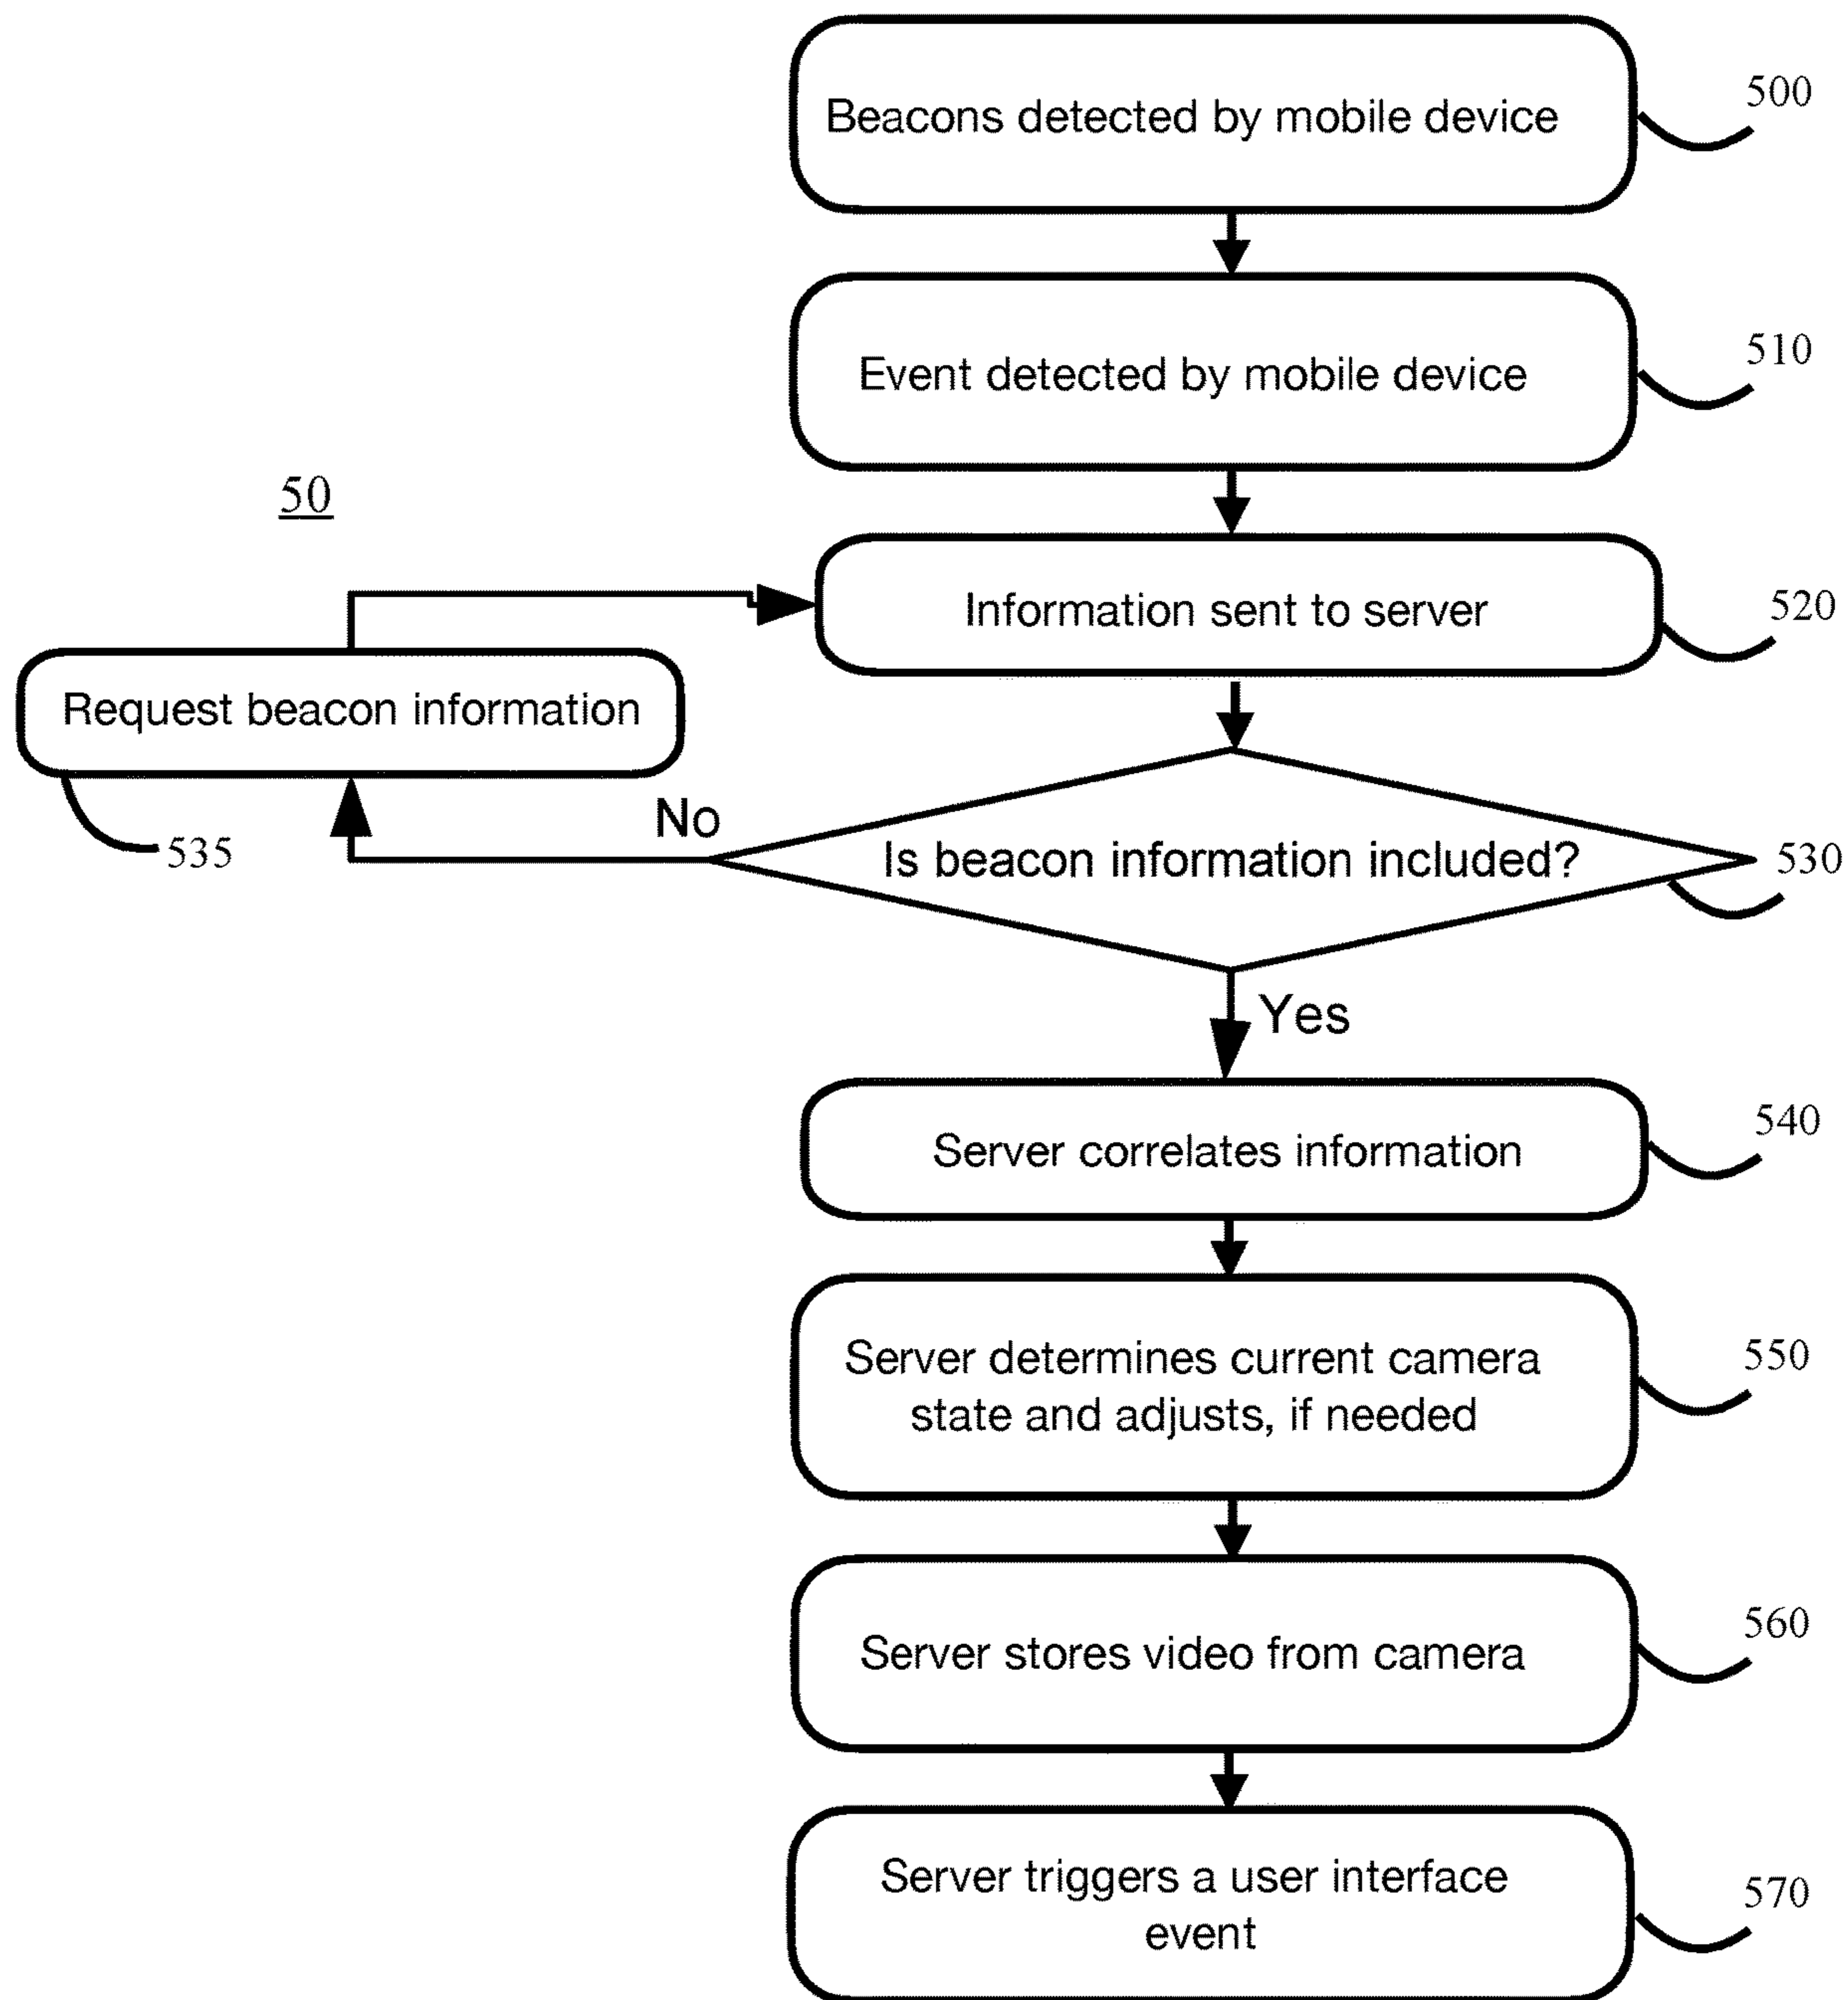 Beacons detected by mobile device
500
Event detected by mobile device
510
50
Information sent to server
520
Request beacon information
535
No
Is beacon information included?
530
Yes
Server correlates information
540
Server determines current camera
state and adjusts, if needed
550
Server stores video from camera
560
Server triggers a user interface
event
570